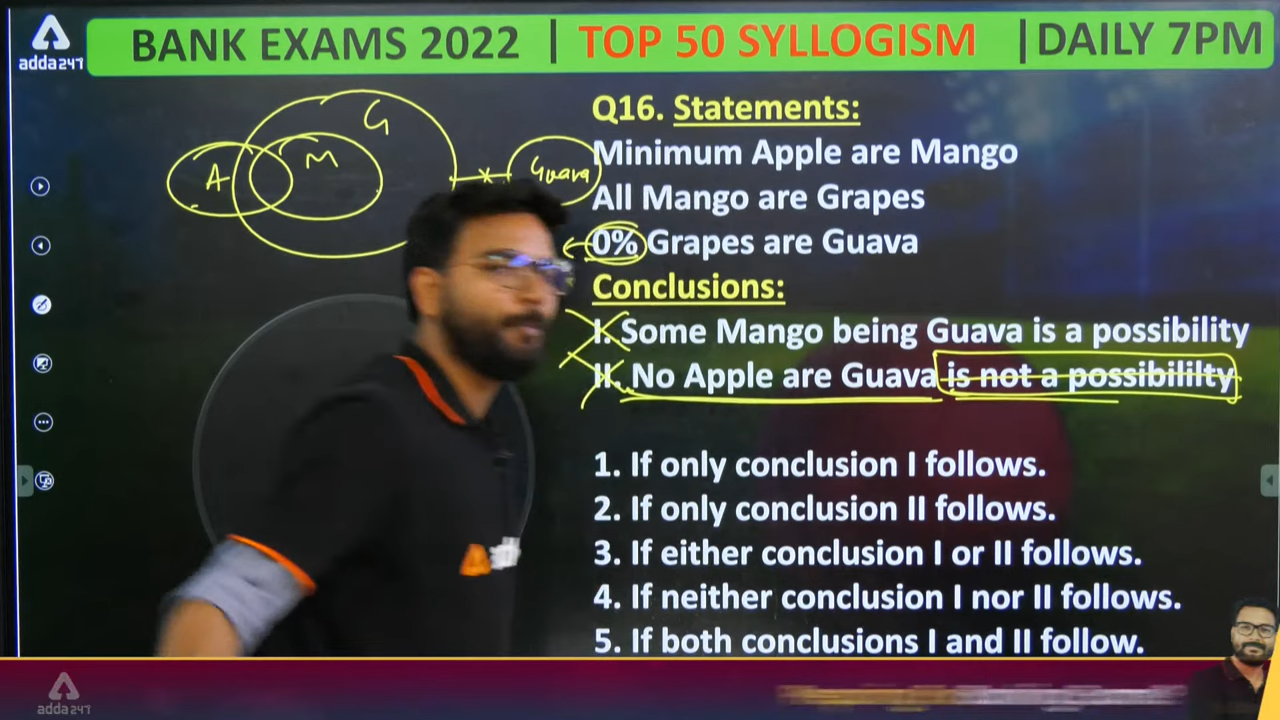 adda247
BANK EXAMS 2022 | TOP 50 SYLLOGISM | DAILY 7PM
A
M
G
Guava
Q16. Statements:
Minimum Apple are Mango
All Mango are Grapes
0% Grapes are Guava
Conclusions:
I. Some Mango being Guava is a possibility
II. No Apple are Guava is not a possibililty
1. If only conclusion I follows.
2. If only conclusion II follows.
3. If either conclusion I or II follows.
4. If neither conclusion I nor II follows.
5. If both conclusions I and II follow.
adda247